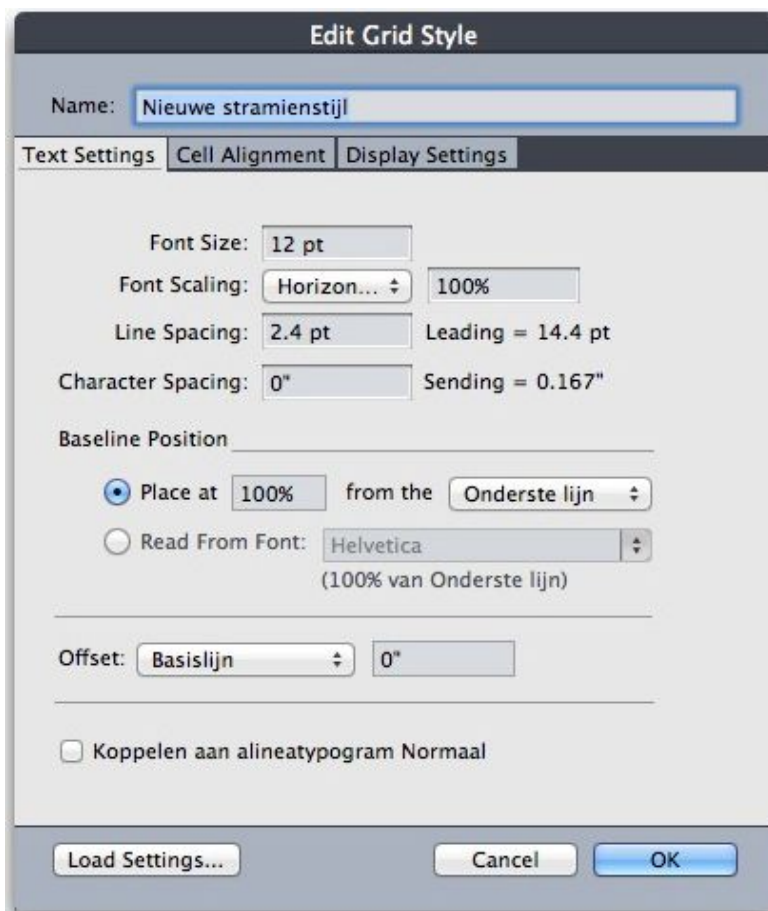 Edit Grid Style
Name: Nieuwe stramienstijl
Text Settings Cell Alignment Display Settings
Font Size: 12 pt
Font Scaling: Horizon... 100%
Line Spacing: 2.4 pt Leading = 14.4 pt
Character Spacing: 0" Sending = 0.167"
Baseline Position
Place at 100% from the Onderste lijn
Read From Font: Helvetica
(100% van Onderste lijn)
Offset: Basislijn 0"
Koppelen aan alineatypogram Normaal
Load Settings... Cancel OK